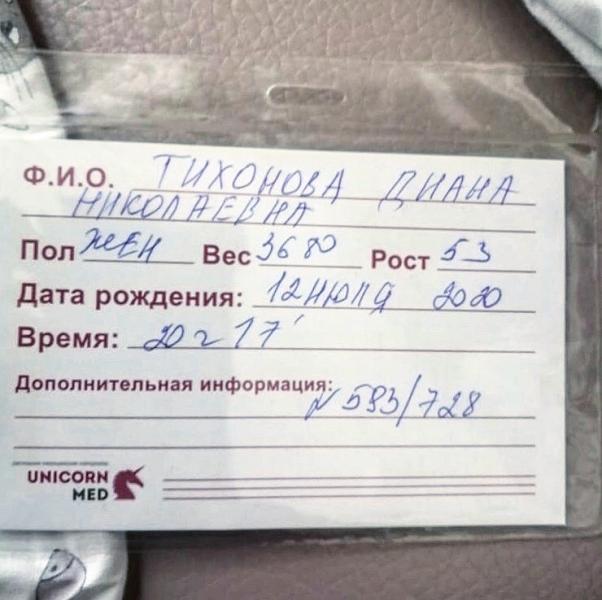 Ф.И.О. ТИХОНОВА ДИАНА
НИКОЛАЕВНА
Пол ЖЕН Вес 3680 Рост 53
Дата рождения: 12 ИЮЛЯ 2020
Время: 20 ч 17'
Дополнительная информация:
№ 593/728
UNICORN
MED